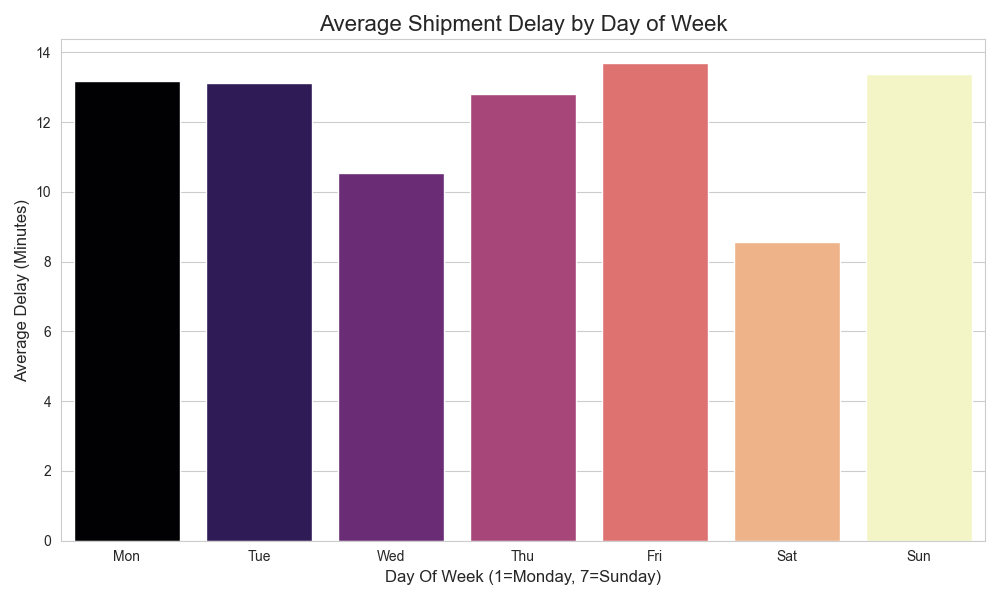 Average Shipment Delay by Day of Week
Average Delay (Minutes)
14
12
10
8
6
4
2
0
Mon Tue Wed Thu Fri Sat Sun
Day Of Week (1=Monday, 7=Sunday)